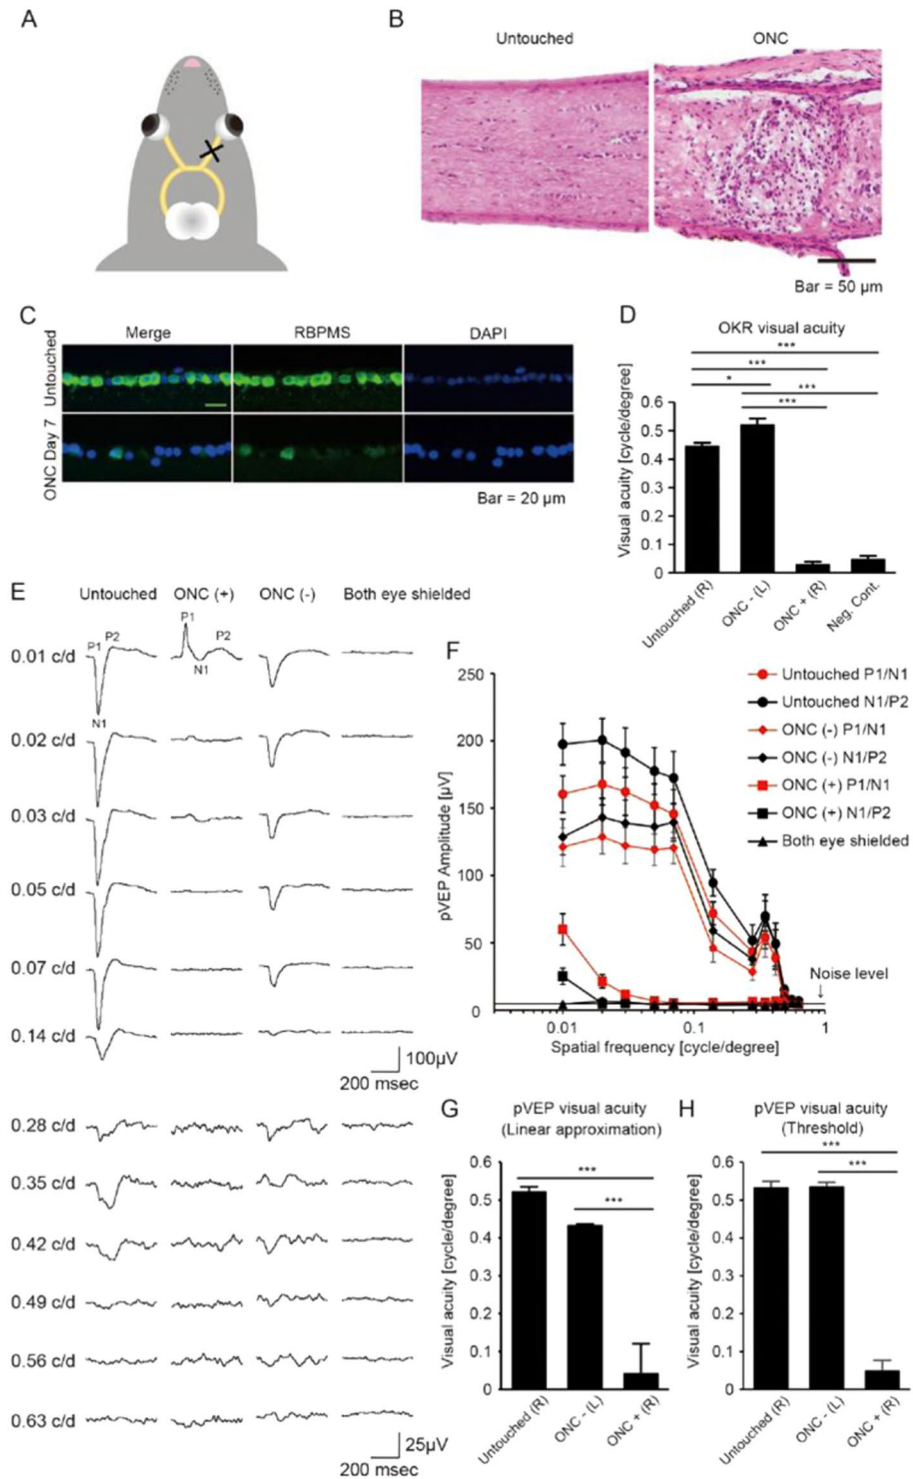 A
B
Untouched
ONC
Bar = 50 µm
C
Merge
RBPMS
DAPI
Untouched
ONC Day 7
Bar = 20 µm
D
OKR visual acuity
***
***
*
***
***
Visual acuity [cycle/degree]
0.6
0.5
0.4
0.3
0.2
0.1
0
Untouched (R)
ONC - (L)
ONC + (R)
Neg. Cont.
E
Untouched
ONC (+)
ONC (-)
Both eye shielded
P1
P2
N1
P1
P2
N1
0.01 c/d
0.02 c/d
0.03 c/d
0.05 c/d
0.07 c/d
0.14 c/d
100µV
200 msec
0.28 c/d
0.35 c/d
0.42 c/d
0.49 c/d
0.56 c/d
0.63 c/d
25µV
200 msec
F
250
200
150
100
50
0
pVEP Amplitude [µV]
0.01
0.1
1
Spatial frequency [cycle/degree]
Untouched P1/N1
Untouched N1/P2
ONC (-) P1/N1
ONC (-) N1/P2
ONC (+) P1/N1
ONC (+) N1/P2
Both eye shielded
Noise level
G
pVEP visual acuity
(Linear approximation)
***
***
Visual acuity [cycle/degree]
0.6
0.5
0.4
0.3
0.2
0.1
0
Untouched (R)
ONC - (L)
ONC + (R)
H
pVEP visual acuity
(Threshold)
***
***
Visual acuity [cycle/degree]
0.6
0.5
0.4
0.3
0.2
0.1
0
Untouched (R)
ONC - (L)
ONC + (R)